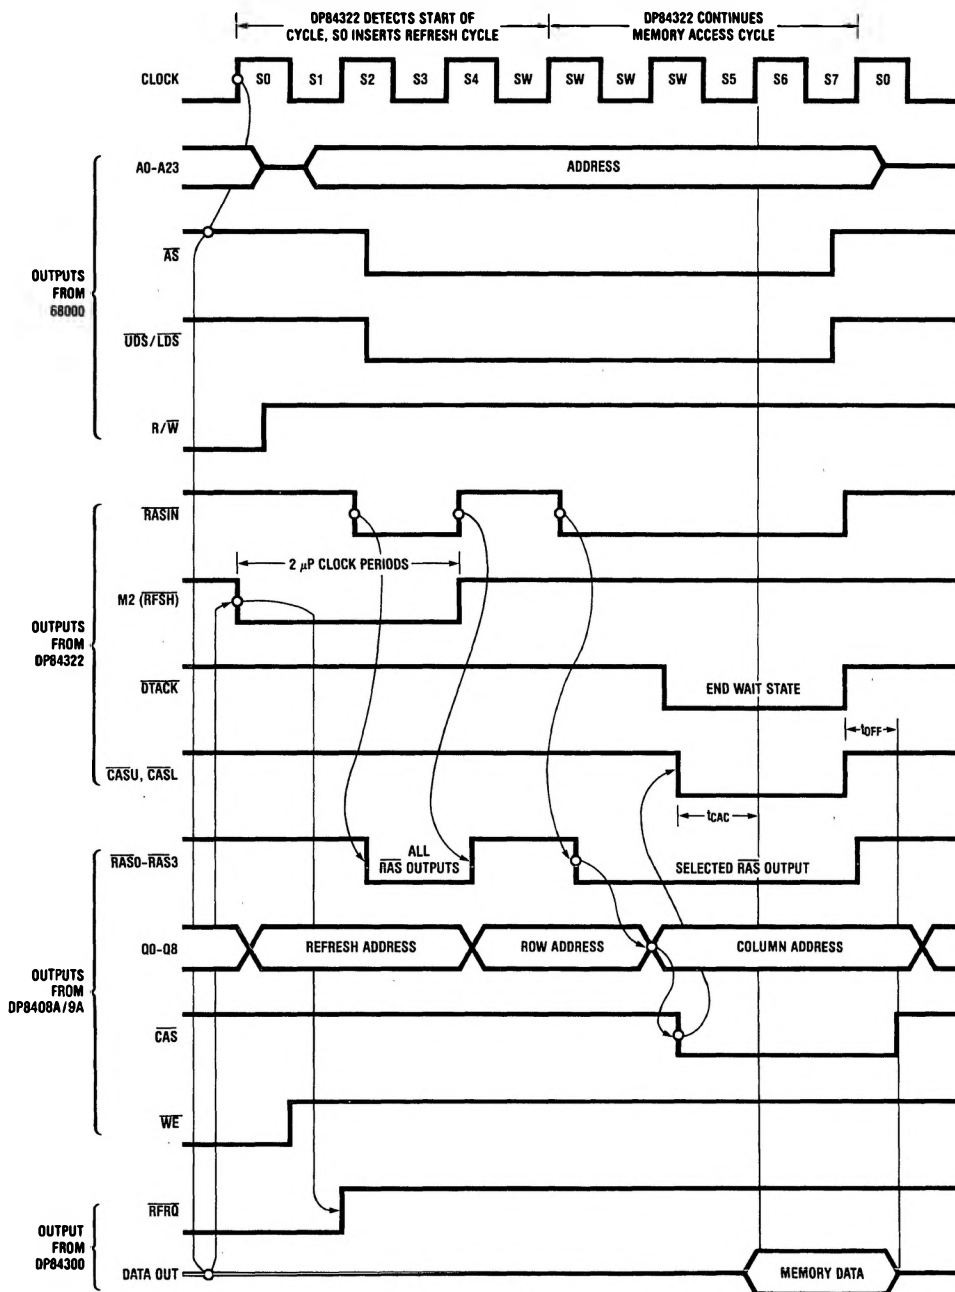 DP84322 DETECTS START OF
CYCLE, SO INSERTS REFRESH CYCLE
DP84322 CONTINUES
MEMORY ACCESS CYCLE
CLOCK S0 S1 S2 S3 S4 SW SW SW SW S5 S6 S7 S0
A0-A23 ADDRESS
AS
OUTPUTS
FROM
68000
UDS/LDS
R/W
RASIN
2 μP CLOCK PERIODS
M2 (RFSH)
OUTPUTS
FROM
DP84322
DTACK END WAIT STATE
tOFF
CASU, CASL
tCAC
RAS0-RAS3 ALL
RAS OUTPUTS
SELECTED RAS OUTPUT
Q0-Q8 REFRESH ADDRESS ROW ADDRESS COLUMN ADDRESS
OUTPUTS
FROM
DP8408A/9A
CAS
WE
RFRQ
OUTPUT
FROM
DP84300
DATA OUT MEMORY DATA